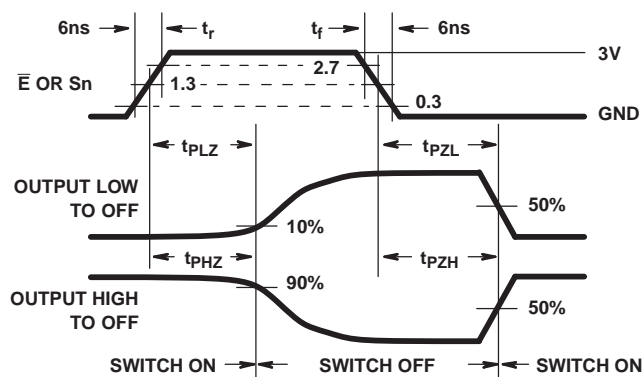 6ns tr tf 6ns
3V
2.7
E OR Sn 1.3
0.3
GND
tPLZ tPZL
OUTPUT LOW
TO OFF
10%
50%
tPHZ tPZH
90%
OUTPUT HIGH
TO OFF
50%
SWITCH ON SWITCH OFF SWITCH ON